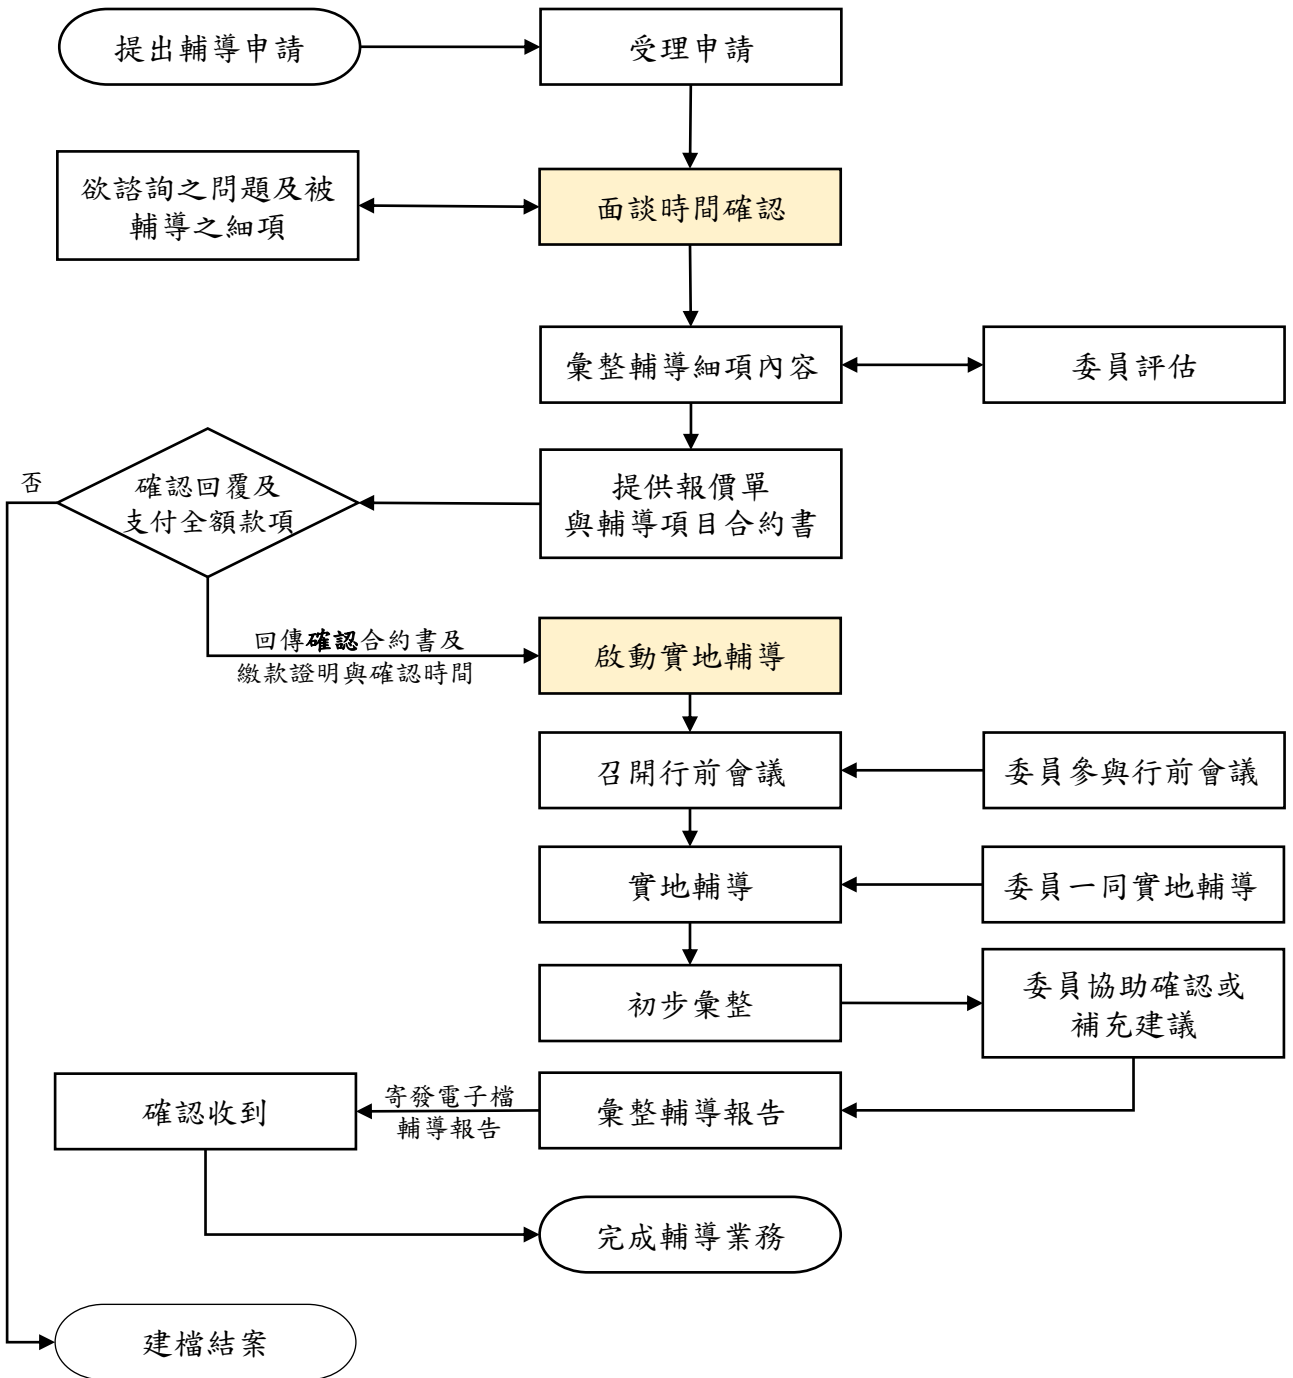 提出輔導申請
受理申請
欲諮詢之問題及被
輔導之細項
面談時間確認
彙整輔導細項內容
委員評估
否
確認回覆及
支付全額款項
提供報價單
與輔導項目合約書
回傳確認合約書及
繳款證明與確認時間
啟動實地輔導
召開行前會議
委員參與行前會議
實地輔導
委員一同實地輔導
初步彙整
委員協助確認或
補充建議
確認收到
寄發電子檔
輔導報告
彙整輔導報告
完成輔導業務
建檔結案